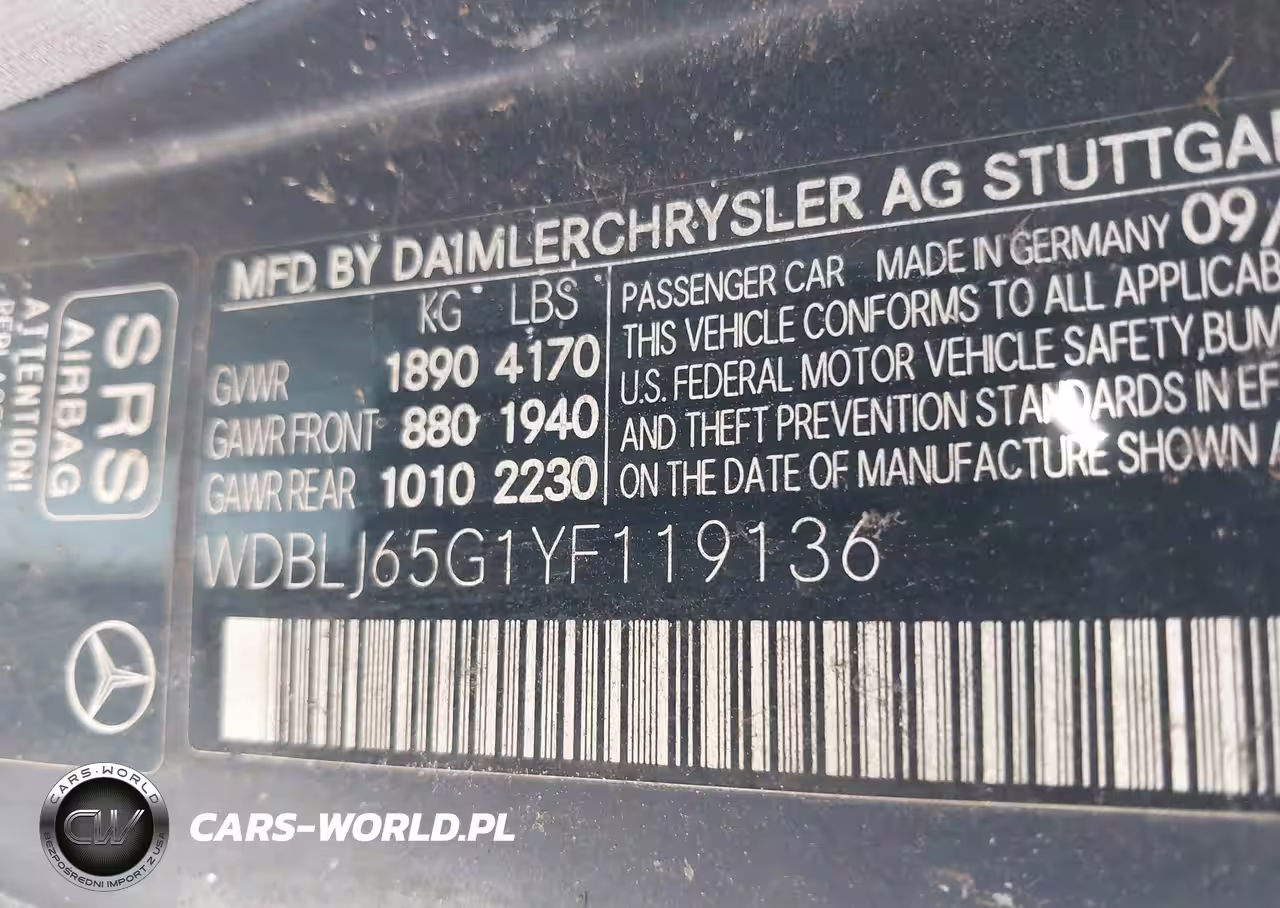 MFD. BY DAIMLERCHRYSLER AG STUTTGA
KG LBS
GVWR 1890 4170
GAWR FRONT 880 1940
GAWR REAR 1010 2230
PASSENGER CAR MADE IN GERMANY 09/
THIS VEHICLE CONFORMS TO ALL APPLICAB
U.S. FEDERAL MOTOR VEHICLE SAFETY, BUM
AND THEFT PREVENTION STANDARDS IN EF
ON THE DATE OF MANUFACTURE SHOWN A
WDBLJ65G1YF119136
SRS
AIRBAG
ATTENTION
CARS-WORLD
CW
BEZPOŚREDNI IMPORT Z USA
CARS-WORLD.PL